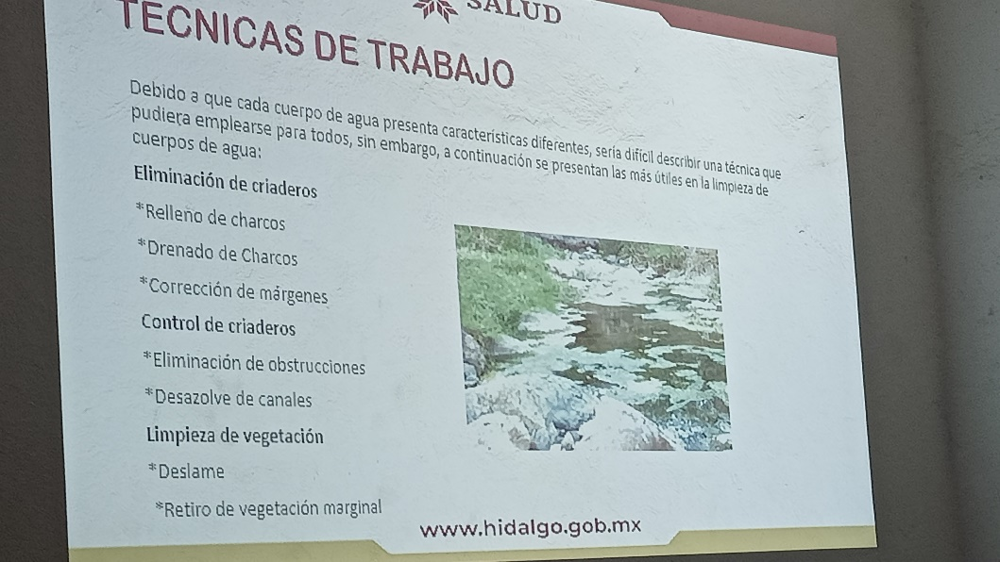 SALUD
TÉCNICAS DE TRABAJO
Debido a que cada cuerpo de agua presenta características diferentes, sería difícil describir una técnica que
pudiera emplearse para todos, sin embargo, a continuación se presentan las más útiles en la limpieza de
cuerpos de agua:
Eliminación de criaderos
*Relleno de charcos
*Drenado de Charcos
*Corrección de márgenes
Control de criaderos
*Eliminación de obstrucciones
*Desazolve de canales
Limpieza de vegetación
*Deslame
*Retiro de vegetación marginal
www.hidalgo.gob.mx